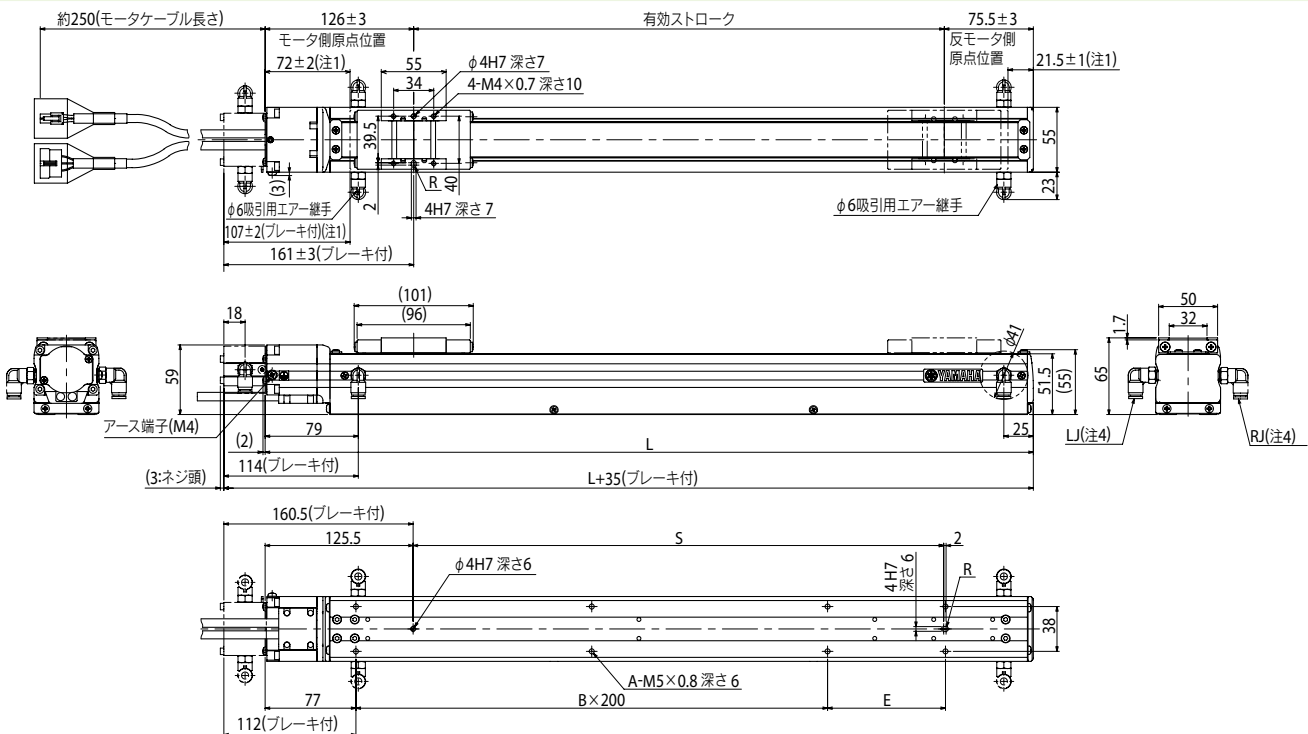 約250(モータケーブル長さ)
126±3
モータ側原点位置
有効ストローク
75.5±3
反モータ側
原点位置
72±2(注1)
21.5±1(注1)
55
34
φ4H7 深さ7
4-M4×0.7 深さ10
39.5
40
2
R
4H7 深さ 7
(3)
55
23
φ6吸引用エアー継手
φ6吸引用エアー継手
107±2(ブレーキ付)(注1)
161±3(ブレーキ付)
(101)
(96)
18
59
アース端子(M4)
(2)
79
114(ブレーキ付)
(3:ネジ頭)
L
L+35(ブレーキ付)
YAMAHA
φ41
51.5
(55)
25
50
32
1.7
65
LJ(注4)
RJ(注4)
160.5(ブレーキ付)
125.5
S
2
φ4H7 深さ6
4H7
深さ 6
R
38
A-M5×0.8 深さ 6
77
B×200
E
112(ブレーキ付)